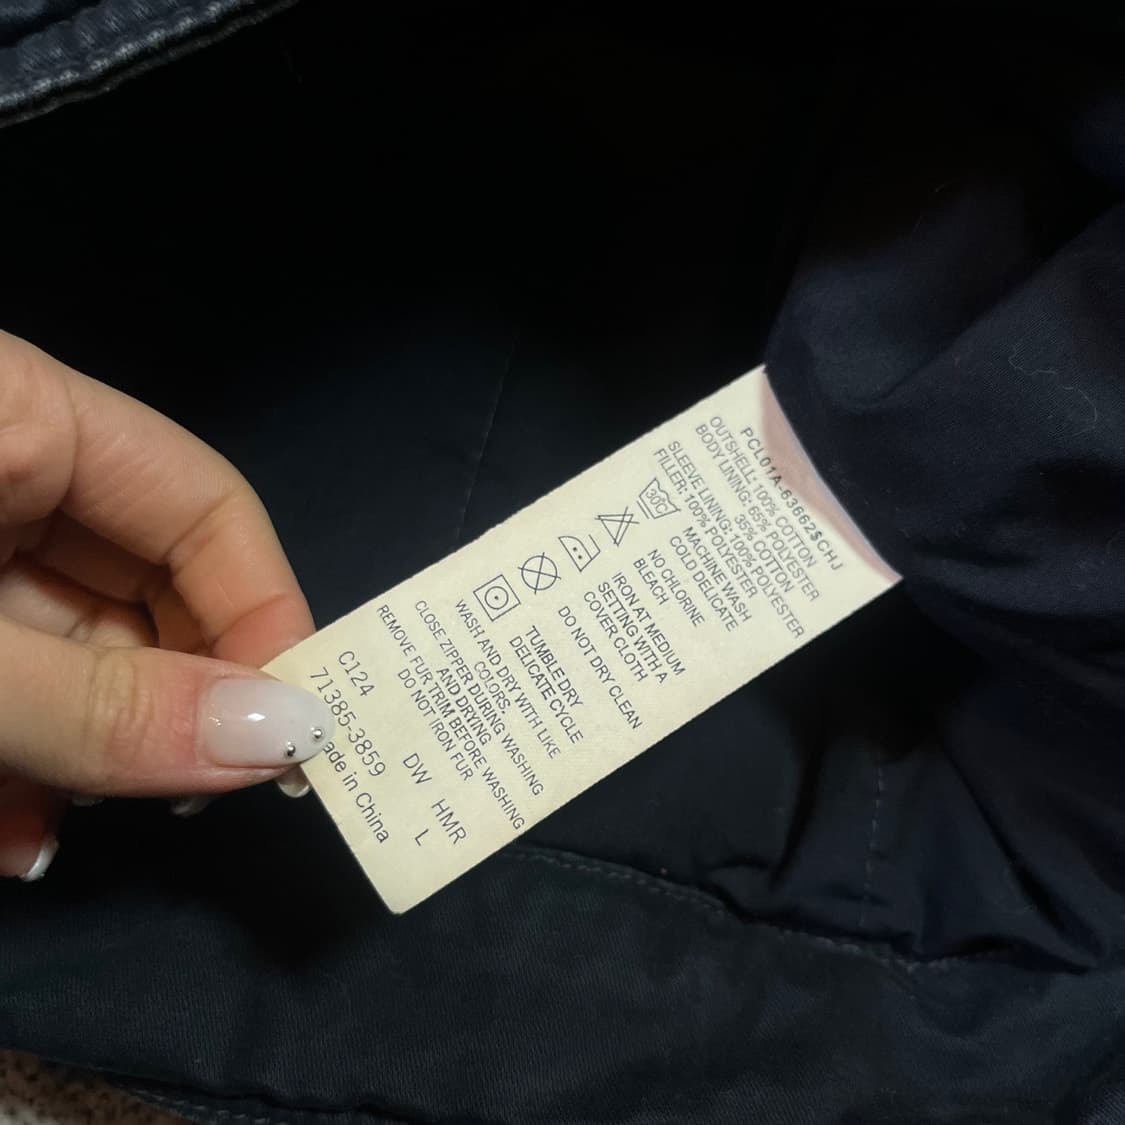 PCL01A-63662$CHJ
OUTSHELL: 100% COTTON
BODY LINING: 65% POLYESTER
35% COTTON
SLEEVE LINING: 100% POLYESTER
FILLER: 100% POLYESTER
30C
MACHINE WASH
COLD DELICATE
NO CHLORINE
BLEACH
IRON AT MEDIUM
SETTING WITH A
COVER CLOTH
DO NOT DRY CLEAN
TUMBLE DRY
DELICATE CYCLE
WASH AND DRY WITH LIKE
COLORS.
CLOSE ZIPPER DURING WASHING
AND DRYING
REMOVE FUR TRIM BEFORE WASHING
DO NOT IRON FUR
C124 DW HMR
71385-3859 L
ade in China